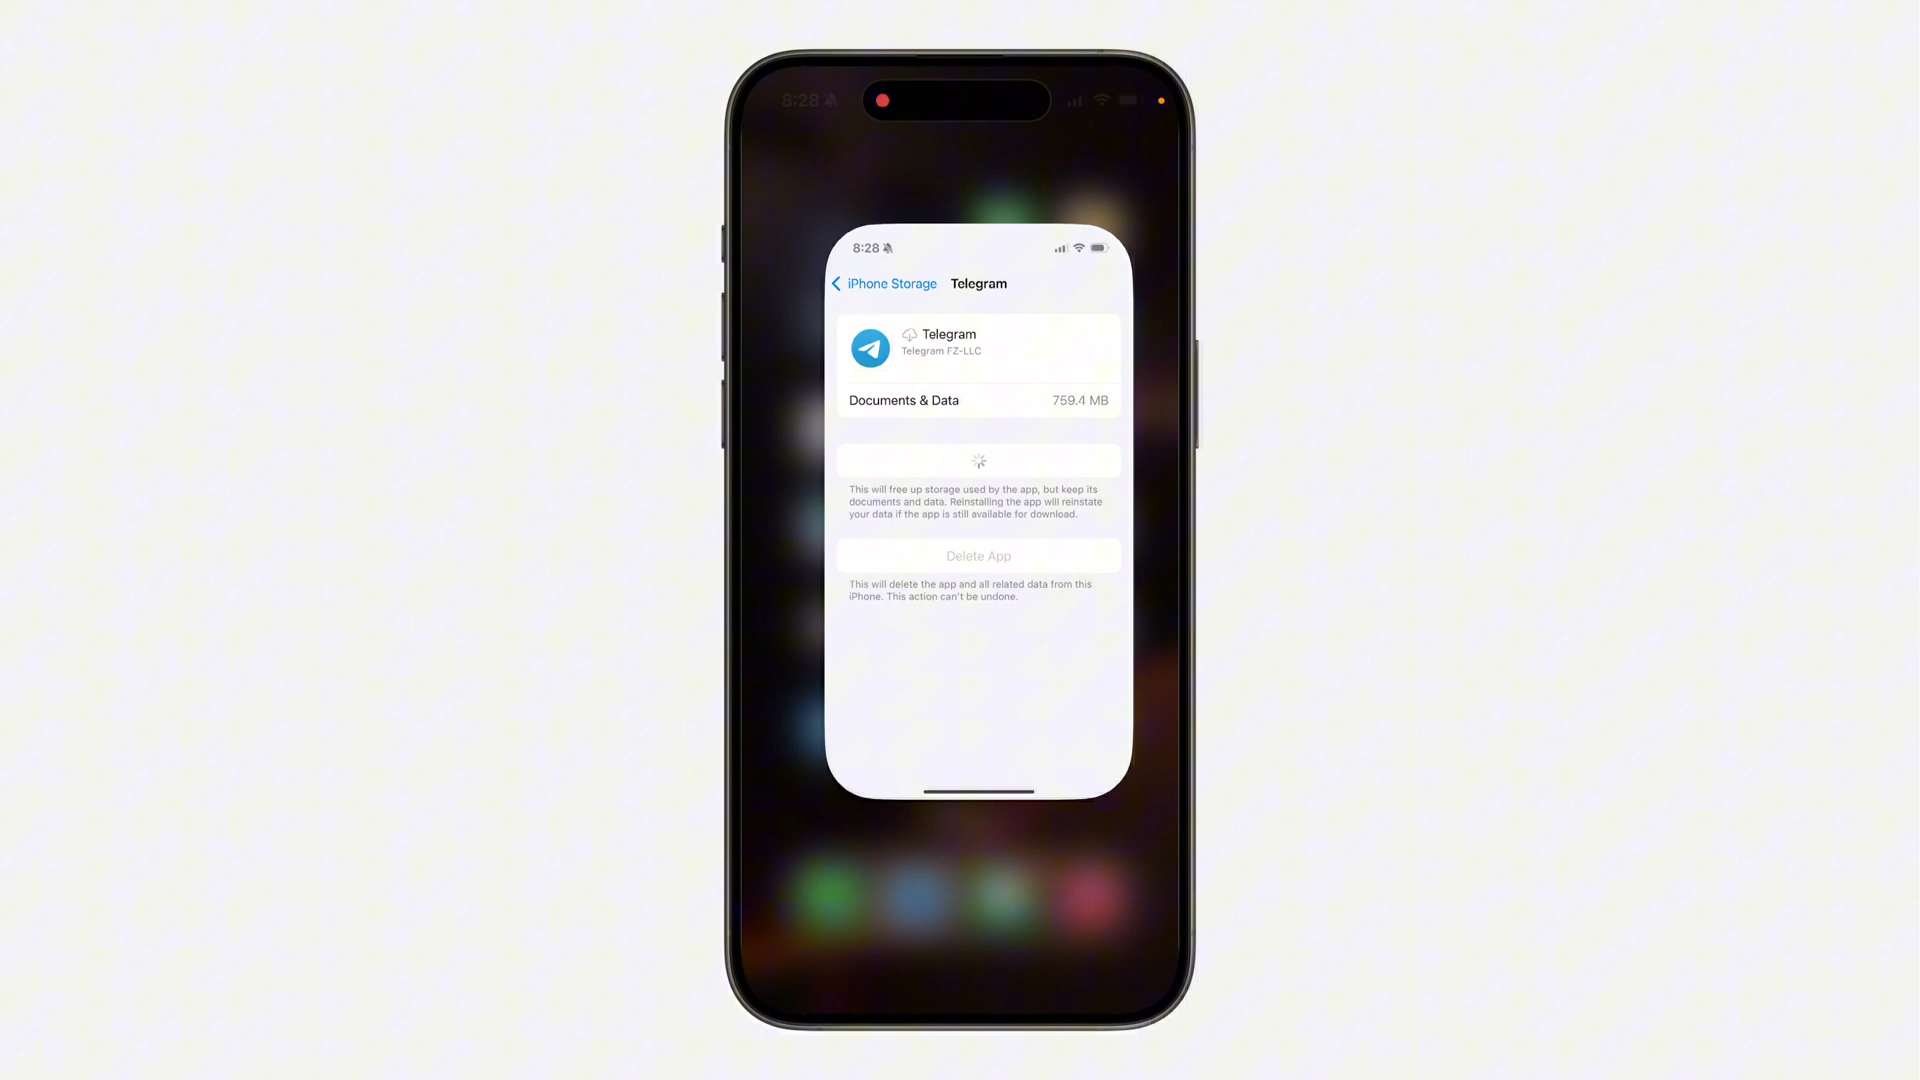 8:28
8:28
iPhone Storage Telegram
Telegram
Telegram FZ-LLC
Documents & Data 759.4 MB
This will free up storage used by the app, but keep its
documents and data. Reinstalling the app will reinstate
your data if the app is still available for download.
Delete App
This will delete the app and all related data from this
iPhone. This action can't be undone.